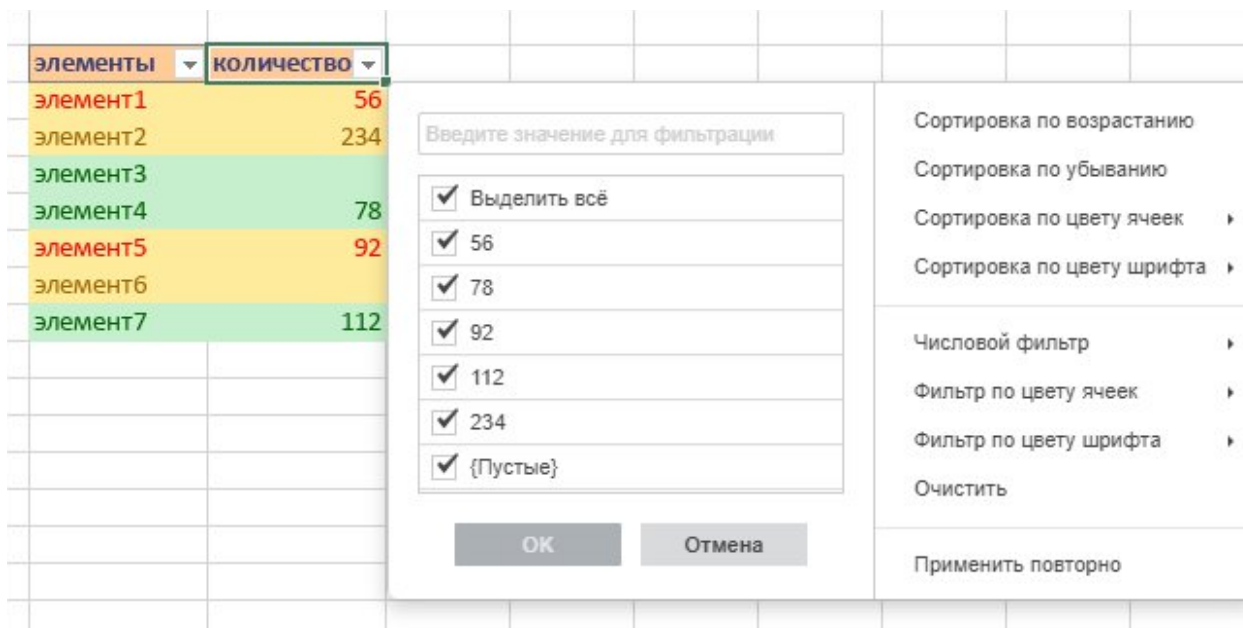 элементы количество
элемент1 56
элемент2 234
элемент3
элемент4 78
элемент5 92
элемент6
элемент7 112
Введите значение для фильтрации
Выделить всё
56
78
92
112
234
{Пустые}
OK Отмена
Сортировка по возрастанию
Сортировка по убыванию
Сортировка по цвету ячеек
Сортировка по цвету шрифта
Числовой фильтр
Фильтр по цвету ячеек
Фильтр по цвету шрифта
Очистить
Применить повторно